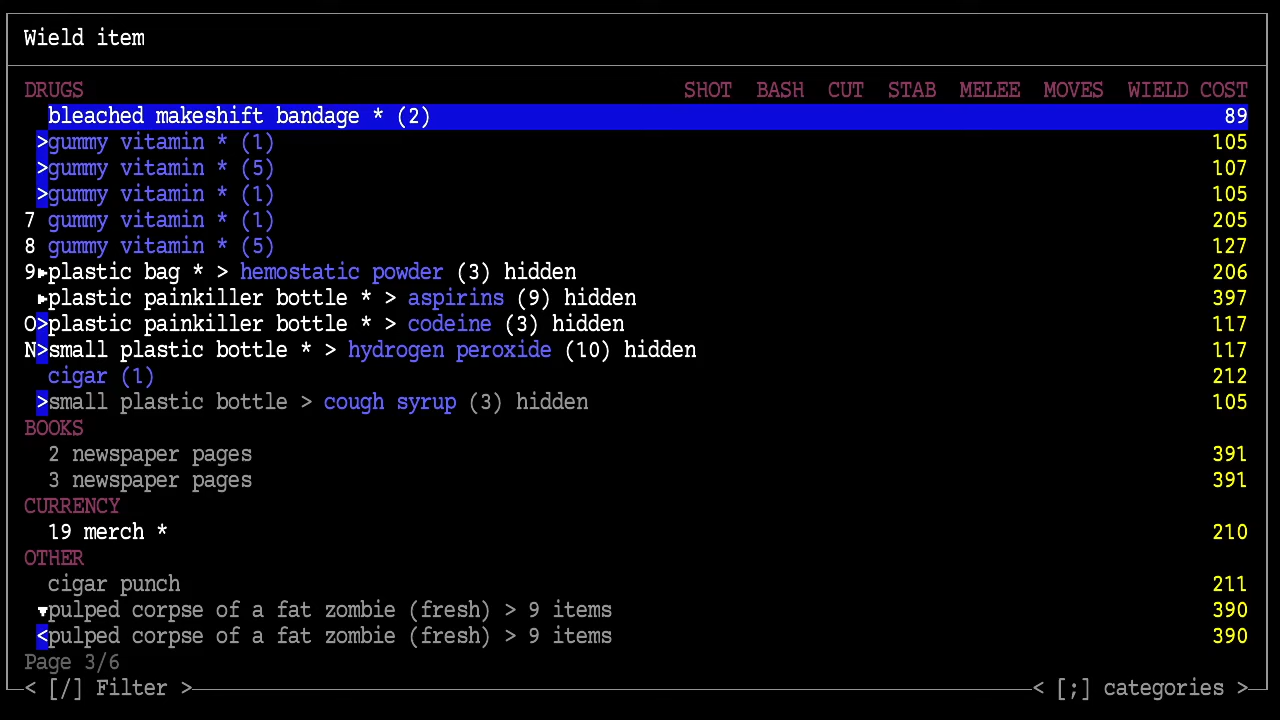 Wield item
DRUGS SHOT BASH CUT STAB MELEE MOVES WIELD COST
bleached makeshift bandage * (2) 89
>gummy vitamin * (1) 105
>gummy vitamin * (5) 107
>gummy vitamin * (1) 105
7 gummy vitamin * (1) 205
8 gummy vitamin * (5) 127
9▸plastic bag * > hemostatic powder (3) hidden 206
▸plastic painkiller bottle * > aspirins (9) hidden 397
O>plastic painkiller bottle * > codeine (3) hidden 117
N>small plastic bottle * > hydrogen peroxide (10) hidden 117
cigar (1) 212
>small plastic bottle > cough syrup (3) hidden 105
BOOKS
2 newspaper pages 391
3 newspaper pages 391
CURRENCY
19 merch * 210
OTHER
cigar punch 211
▾pulped corpse of a fat zombie (fresh) > 9 items 390
<pulped corpse of a fat zombie (fresh) > 9 items 390
Page 3/6
< [/] Filter > < [;] categories >